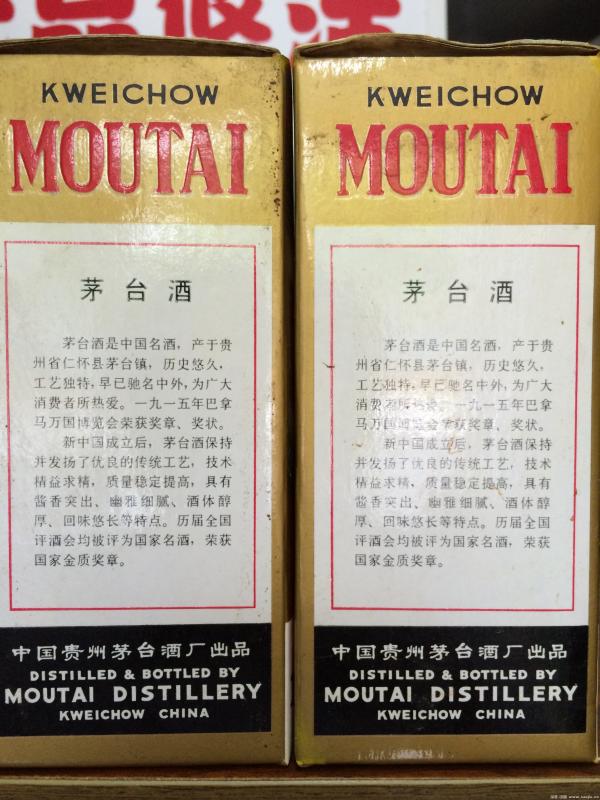 KWEICHOW
MOUTAI
茅台酒
茅台酒是中国名酒，产于贵
州省仁怀县茅台镇，历史悠久，
工艺独特，早已驰名中外，为广大
消费者所热爱。一九一五年巴拿
马万国博览会荣获奖章、奖状。
新中国成立后，茅台酒保持
并发扬了优良的传统工艺，技术
精益求精，质量稳定提高，具有
酱香突出、幽雅细腻、酒体醇
厚、回味悠长等特点。历届全国
评酒会均被评为国家名酒，荣获
国家金质奖章。
中国贵州茅台酒厂出品
DISTILLED & BOTTLED BY
MOUTAI DISTILLERY
KWEICHOW CHINA
KWEICHOW
MOUTAI
茅台酒
茅台酒是中国名酒，产于贵
州省仁怀县茅台镇，历史悠久，
工艺独特，早已驰名中外，为广大
消费者所热爱。一九一五年巴拿
马万国博览会荣获奖章、奖状。
新中国成立后，茅台酒保持
并发扬了优良的传统工艺，技术
精益求精，质量稳定提高，具有
酱香突出、幽雅细腻、酒体醇
厚、回味悠长等特点。历届全国
评酒会均被评为国家名酒，荣获
国家金质奖章。
中国贵州茅台酒厂出品
DISTILLED & BOTTLED BY
MOUTAI DISTILLERY
KWEICHOW CHINA